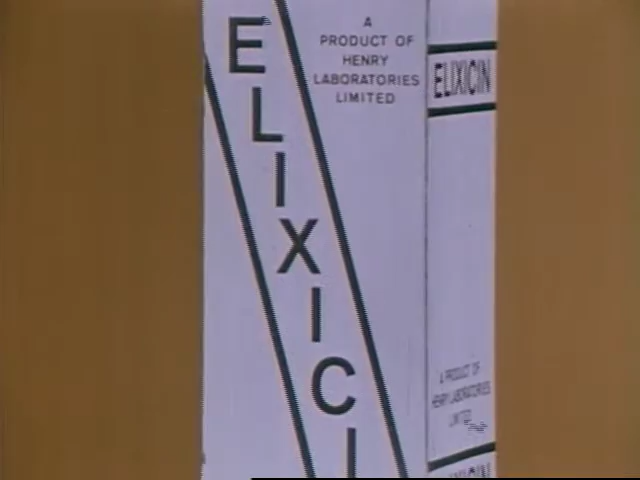 ELIXICI
A
PRODUCT OF
HENRY
LABORATORIES
LIMITED
ELIXICIN
A PRODUCT OF
HENRY LABORATORIES
LIMITED